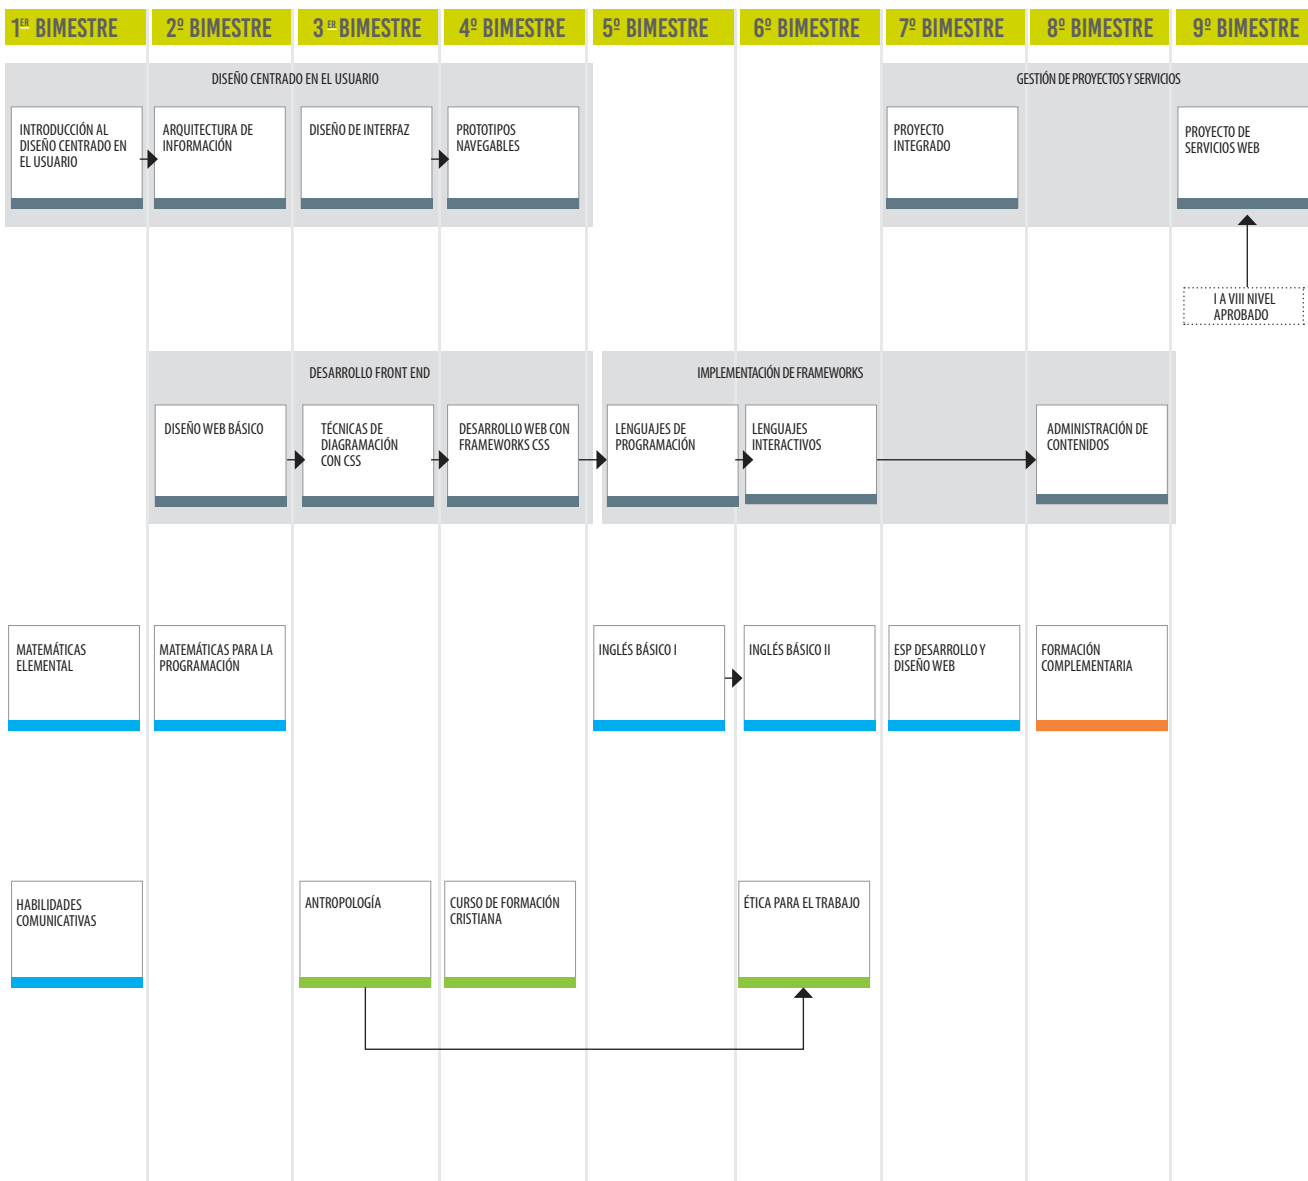 1ER BIMESTRE
2º BIMESTRE
3 ER BIMESTRE
4º BIMESTRE
5º BIMESTRE
6º BIMESTRE
7º BIMESTRE
8º BIMESTRE
9º BIMESTRE
DISEÑO CENTRADO EN EL USUARIO
GESTIÓN DE PROYECTOS Y SERVICIOS
INTRODUCCIÓN AL
DISEÑO CENTRADO EN
EL USUARIO
ARQUITECTURA DE
INFORMACIÓN
DISEÑO DE INTERFAZ
PROTOTIPOS
NAVEGABLES
PROYECTO
INTEGRADO
PROYECTO DE
SERVICIOS WEB
I A VIII NIVEL
APROBADO
DESARROLLO FRONT END
IMPLEMENTACIÓN DE FRAMEWORKS
DISEÑO WEB BÁSICO
TÉCNICAS DE
DIAGRAMACIÓN
CON CSS
DESARROLLO WEB CON
FRAMEWORKS CSS
LENGUAJES DE
PROGRAMACIÓN
LENGUAJES
INTERACTIVOS
ADMINISTRACIÓN DE
CONTENIDOS
MATEMÁTICAS
ELEMENTAL
MATEMÁTICAS PARA LA
PROGRAMACIÓN
INGLÉS BÁSICO I
INGLÉS BÁSICO II
ESP DESARROLLO Y
DISEÑO WEB
FORMACIÓN
COMPLEMENTARIA
HABILIDADES
COMUNICATIVAS
ANTROPOLOGÍA
CURSO DE FORMACIÓN
CRISTIANA
ÉTICA PARA EL TRABAJO